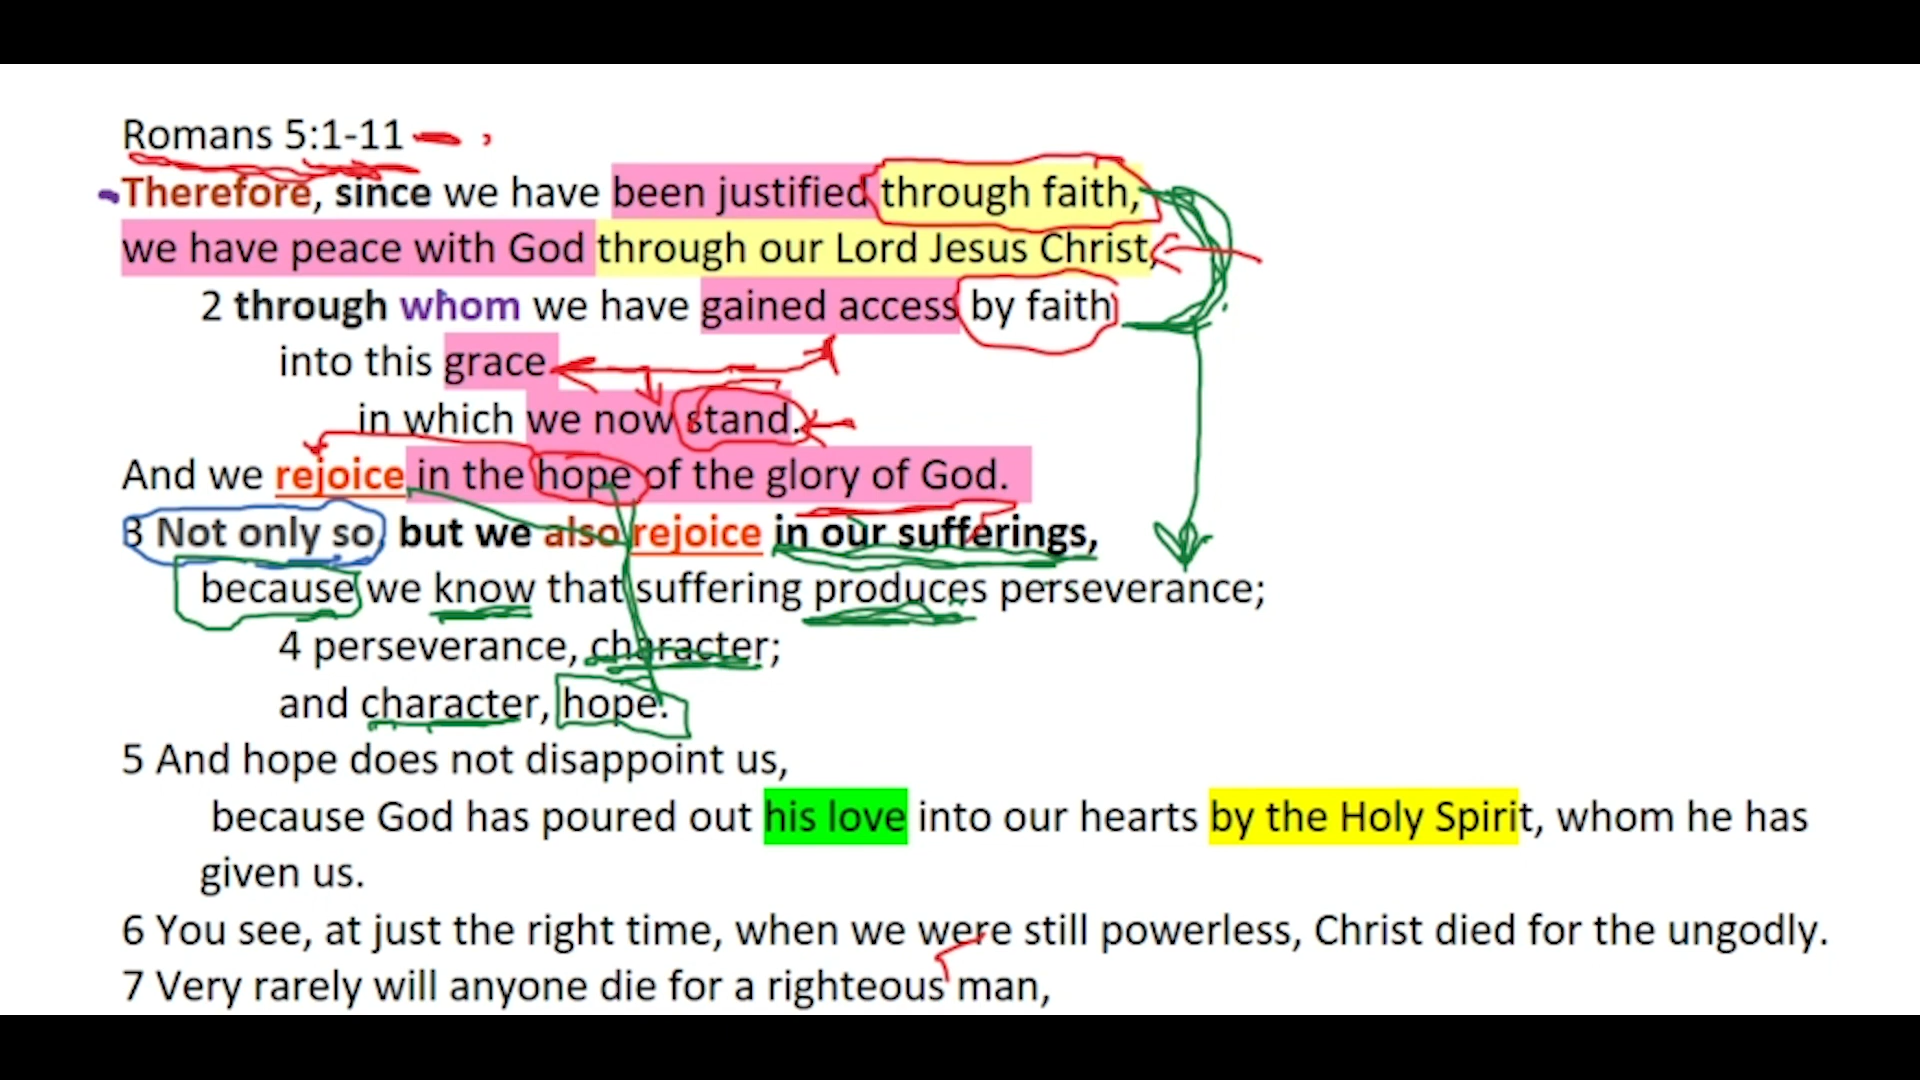 Romans 5:1-11
Therefore, since we have been justified through faith,
we have peace with God through our Lord Jesus Christ,
2 through whom we have gained access by faith
into this grace
in which we now stand.
And we rejoice in the hope of the glory of God.
3 Not only so, but we also rejoice in our sufferings,
because we know that suffering produces perseverance;
4 perseverance, character;
and character, hope.
5 And hope does not disappoint us,
because God has poured out his love into our hearts by the Holy Spirit, whom he has
given us.
6 You see, at just the right time, when we were still powerless, Christ died for the ungodly.
7 Very rarely will anyone die for a righteous man,